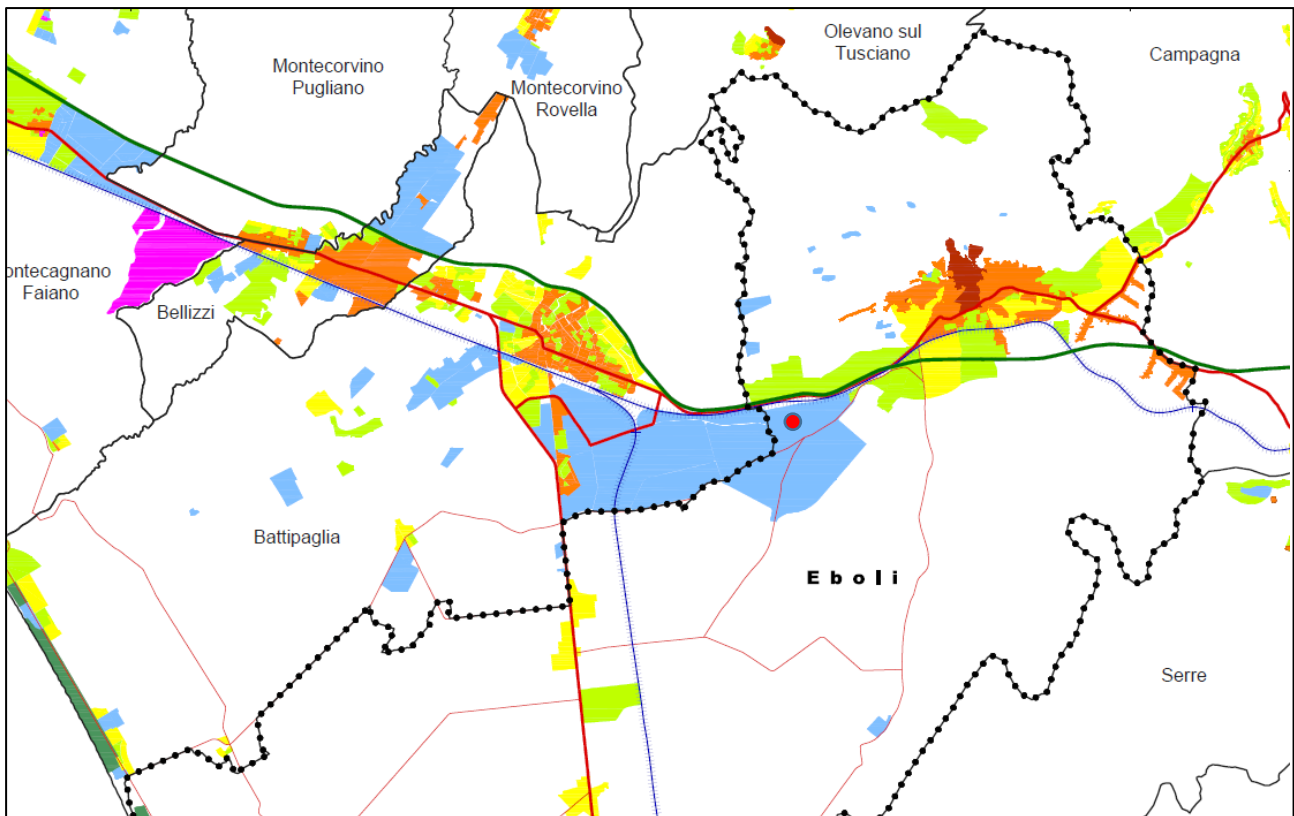 Olevano sul
Tusciano
Campagna
Montecorvino
Pugliano
Montecorvino
Rovella
ontecagnano
Faiano
Bellizzi
Battipaglia
Eboli
Serre